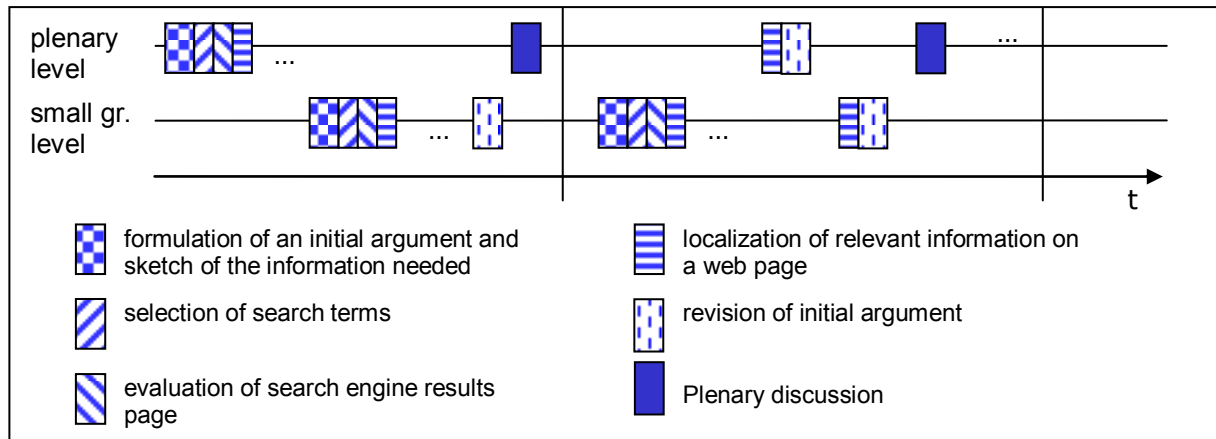 plenary
level
...
...
small gr.
level
...
...
t
formulation of an initial argument and
sketch of the information needed
localization of relevant information on
a web page
selection of search terms
revision of initial argument
evaluation of search engine results
page
Plenary discussion